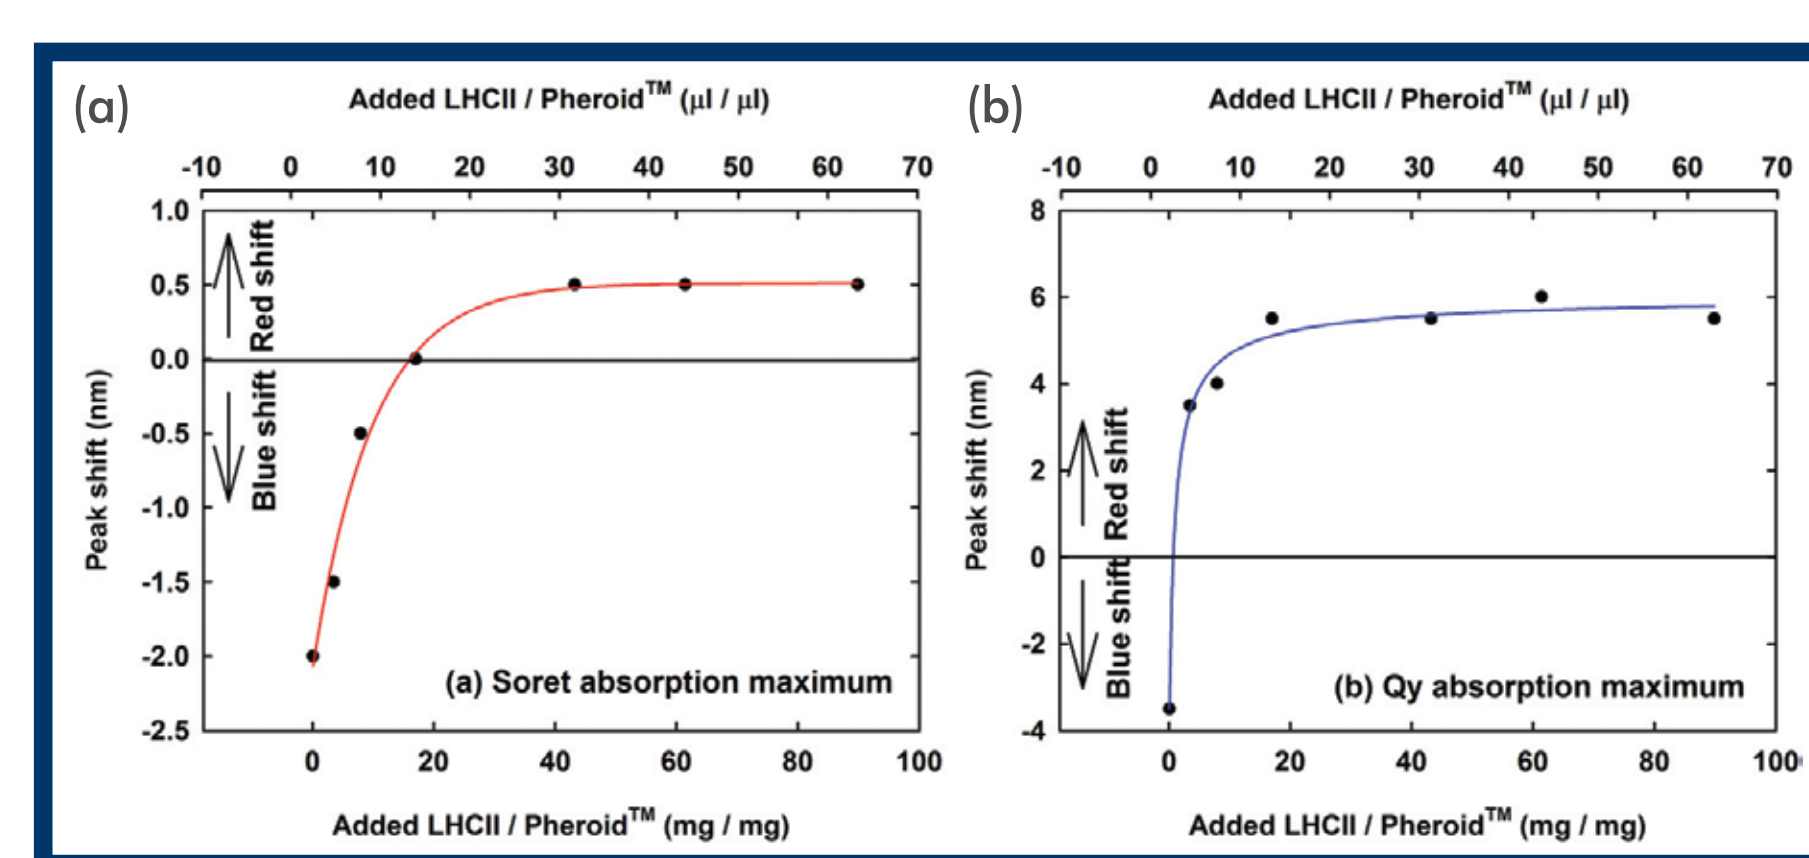 (a)
Added LHCII / Pheroid™ (μl / μl)
-10 0 10 20 30 40 50 60 70
1.0
0.5
0.0
-0.5
-1.0
-1.5
-2.0
-2.5
Peak shift (nm)
Red shift
Blue shift
(a) Soret absorption maximum
0 20 40 60 80 100
Added LHCII / Pheroid™ (mg / mg)
(b)
Added LHCII / Pheroid™ (μl / μl)
-10 0 10 20 30 40 50 60 70
8
6
4
2
0
-2
-4
Peak shift (nm)
Red shift
Blue shift
(b) Qy absorption maximum
0 20 40 60 80 100
Added LHCII / Pheroid™ (mg / mg)